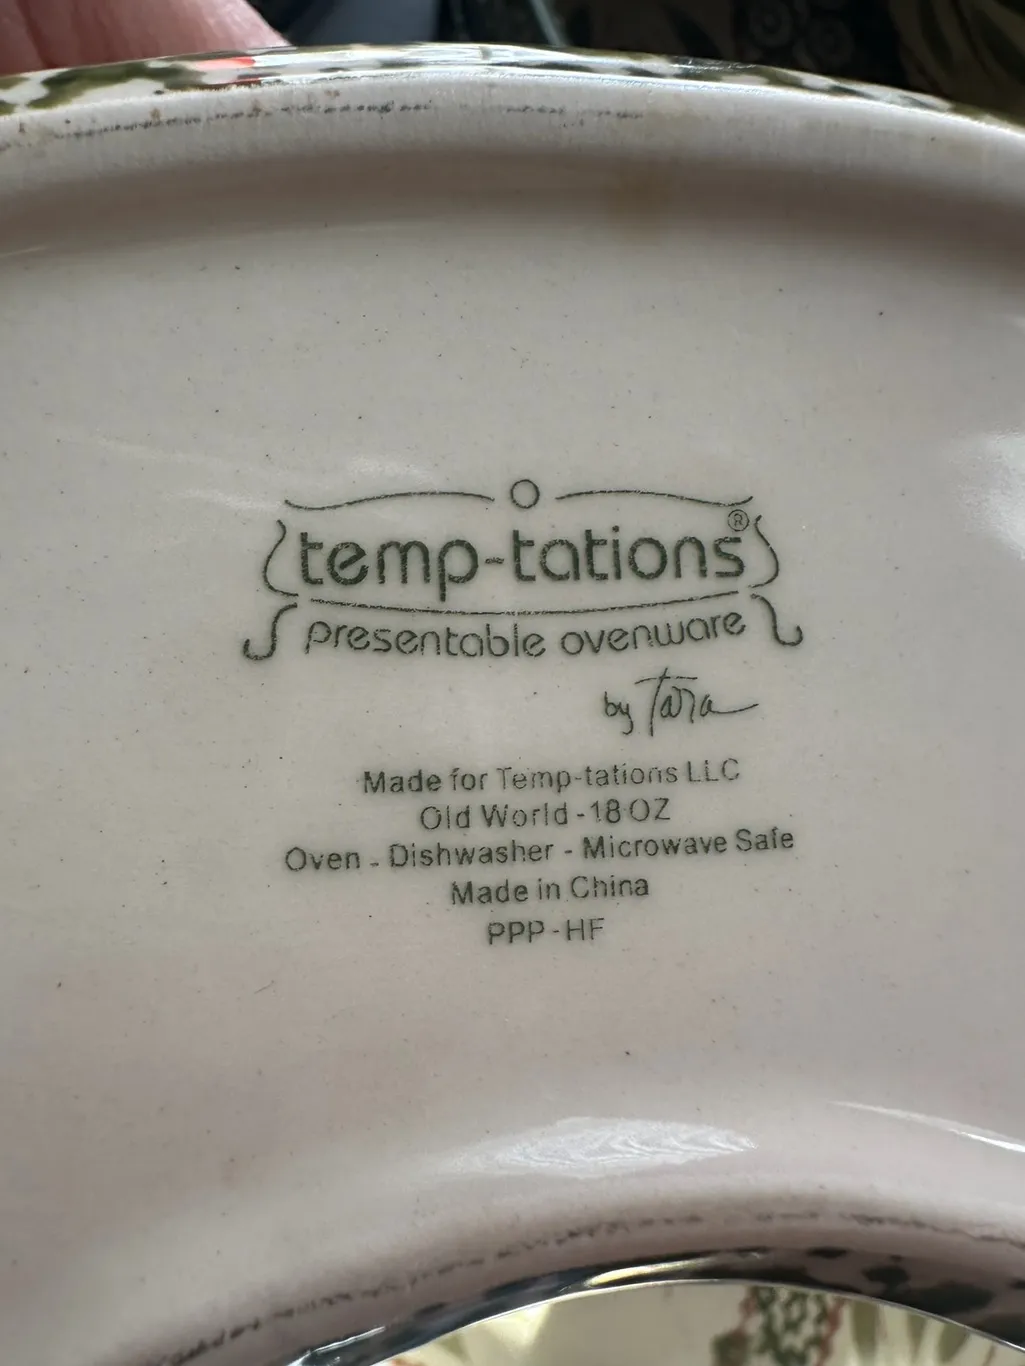 temp-tations®
presentable ovenware
by Tara
Made for Temp-tations LLC
Old World - 18 OZ
Oven - Dishwasher - Microwave Safe
Made in China
PPP - HF